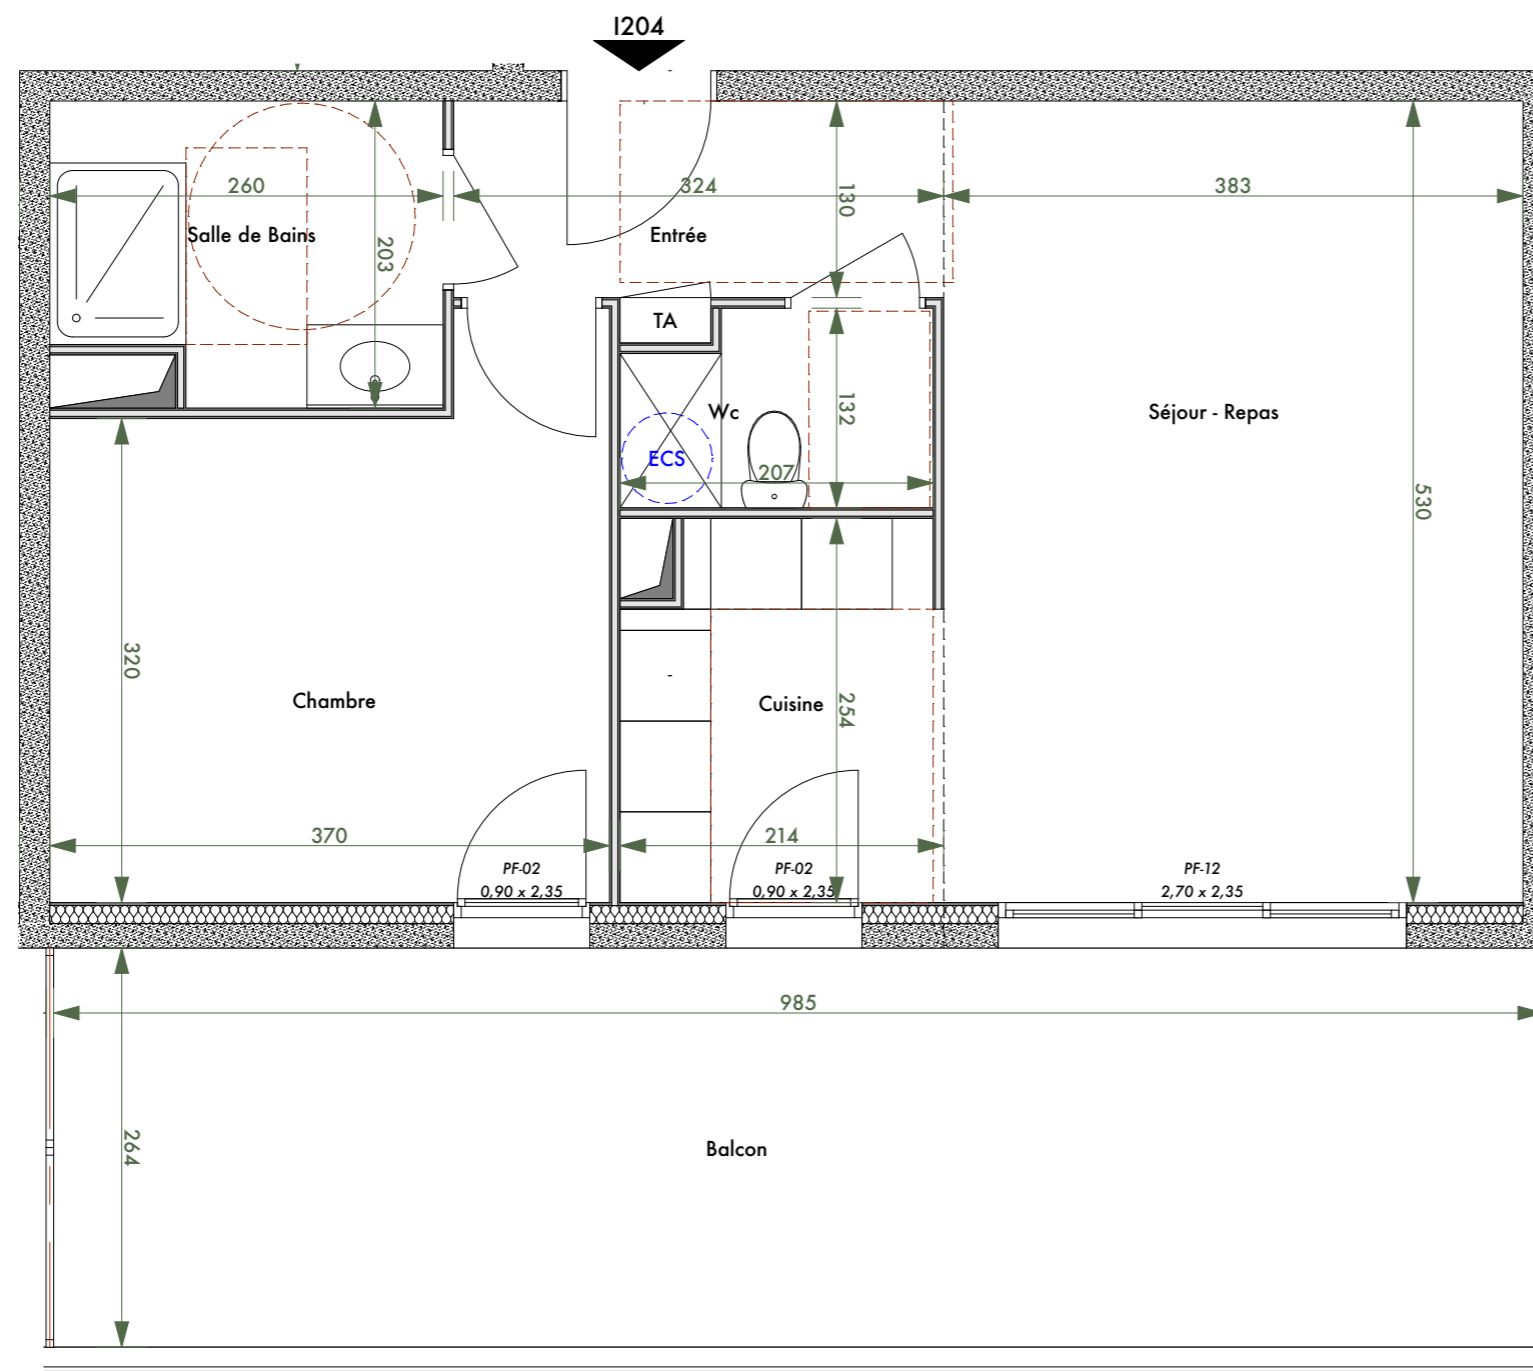 I204
260
324
383
130
Salle de Bains
203
Entrée
TA
Wc
132
Séjour - Repas
ECS
207
530
320
Chambre
Cuisine
254
370
214
PF-02
0,90 x 2,35
PF-02
0,90 x 2,35
PF-12
2,70 x 2,35
985
264
Balcon